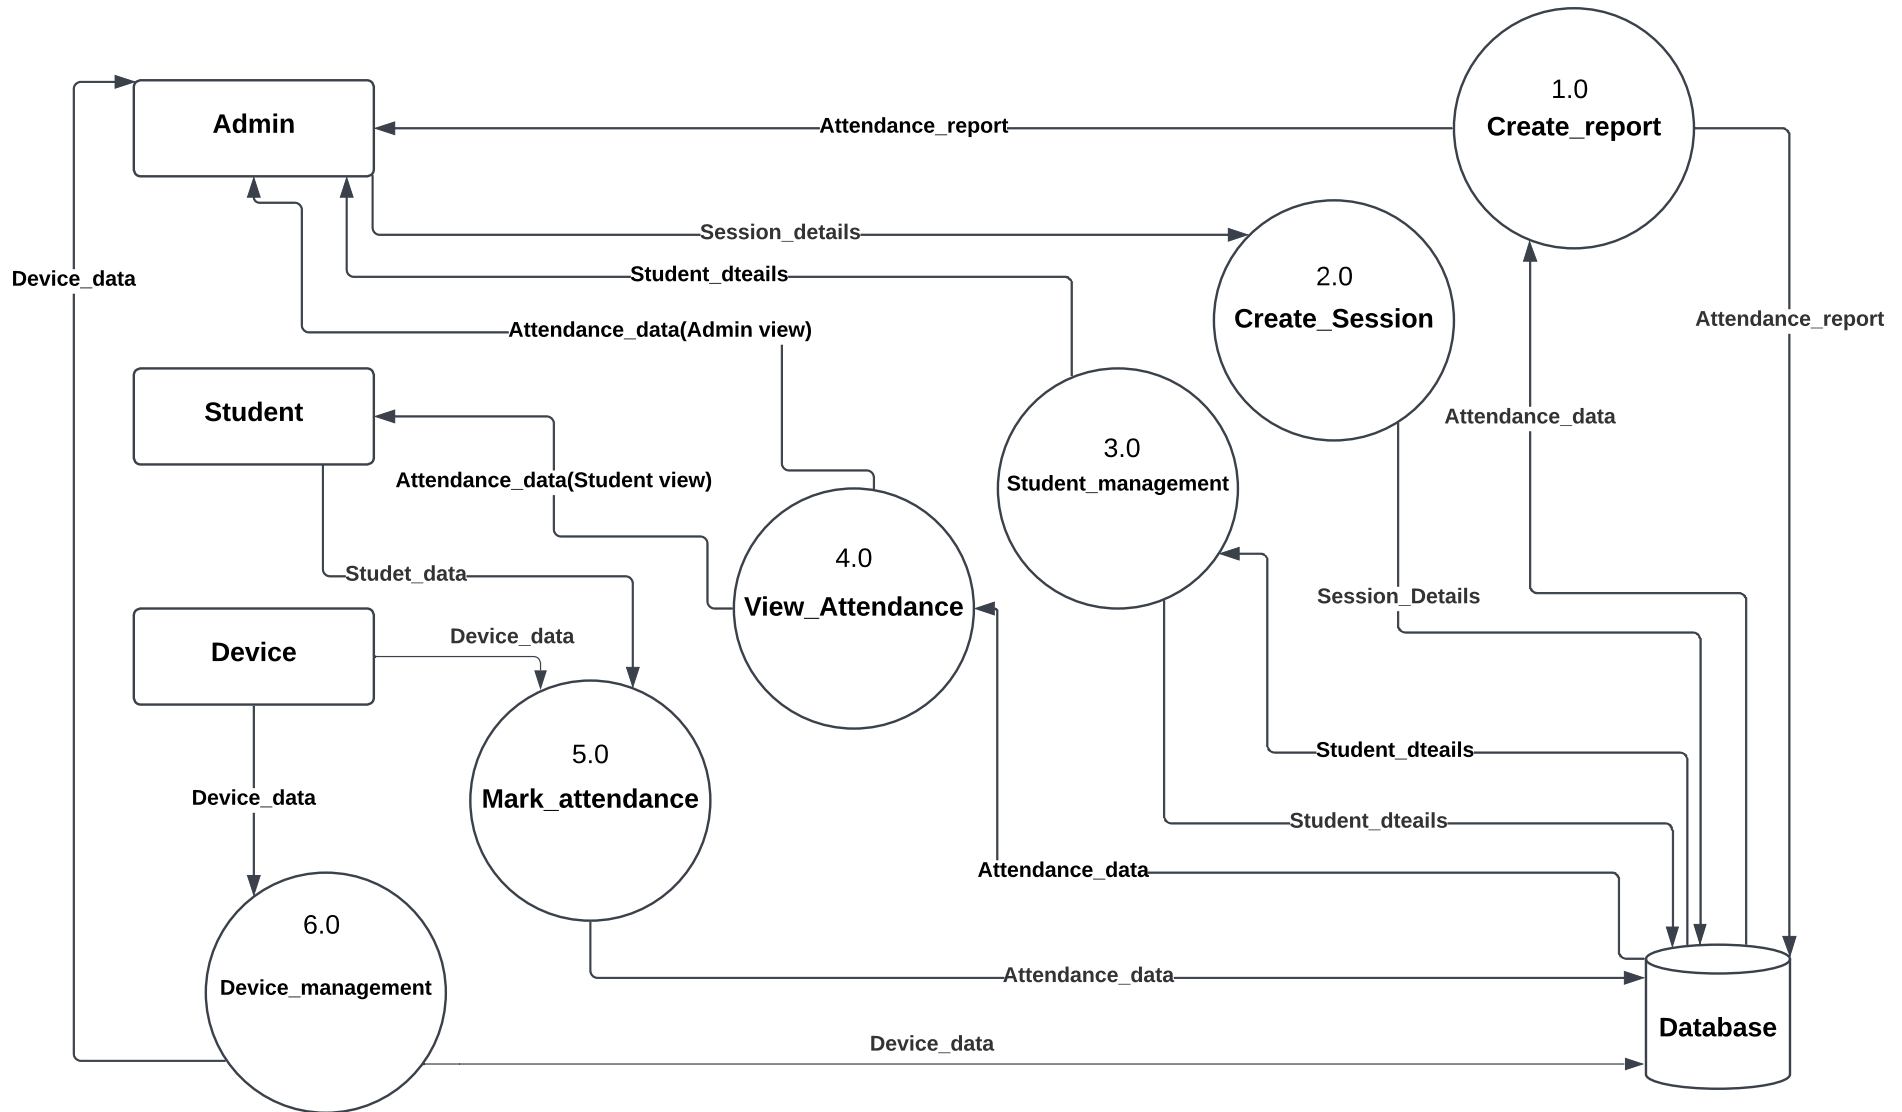 1.0
Admin
Attendance_report
Create_report
Session_details
Student_dteails
Device_data
2.0
Create_Session
Attendance_report
Attendance_data(Admin view)
Student
Attendance_data
3.0
Student_management
Attendance_data(Student view)
4.0
View_Attendance
Studet_data
Session_Details
Device_data
Device
5.0
Mark_attendance
Student_dteails
Device_data
Student_dteails
Attendance_data
6.0
Device_management
Attendance_data
Database
Device_data